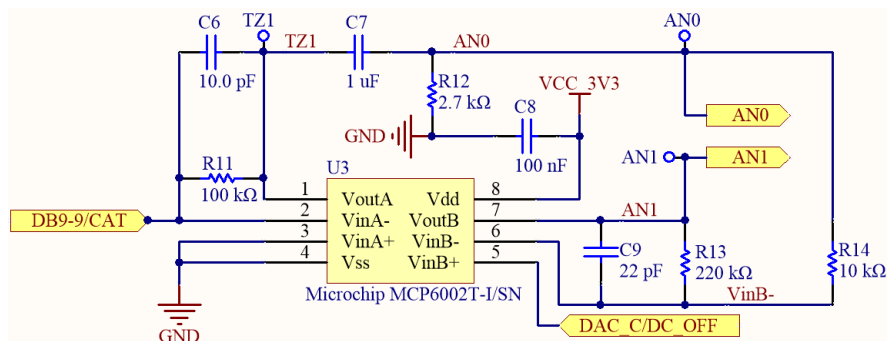 TZ1
C6
C7
AN0
TZ1
AN0
10.0 pF
1 uF
R12
2.7 kΩ
VCC_3V3
C8
AN0
GND
100 nF
AN1
AN1
R11
U3
100 kΩ
1
VoutA
Vdd
8
DB9-9/CAT
2
VinA-
VoutB
7
AN1
3
VinA+
VinB-
6
4
Vss
VinB+
5
C9
22 pF
R13
220 kΩ
R14
10 kΩ
Microchip MCP6002T-I/SN
VinB-
DAC_C/DC_OFF
GND